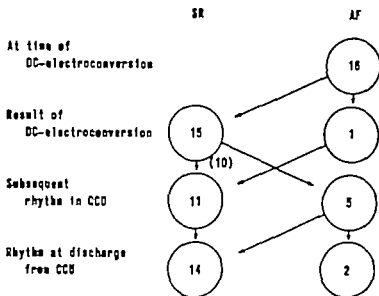 SR AF
At time of
DC-electroconversion
16
Result of
DC-electroconversion
15 1
(10)
Subsequent
rhythm in CCU
11 5
Rhythm at discharge
from CCU
14 2